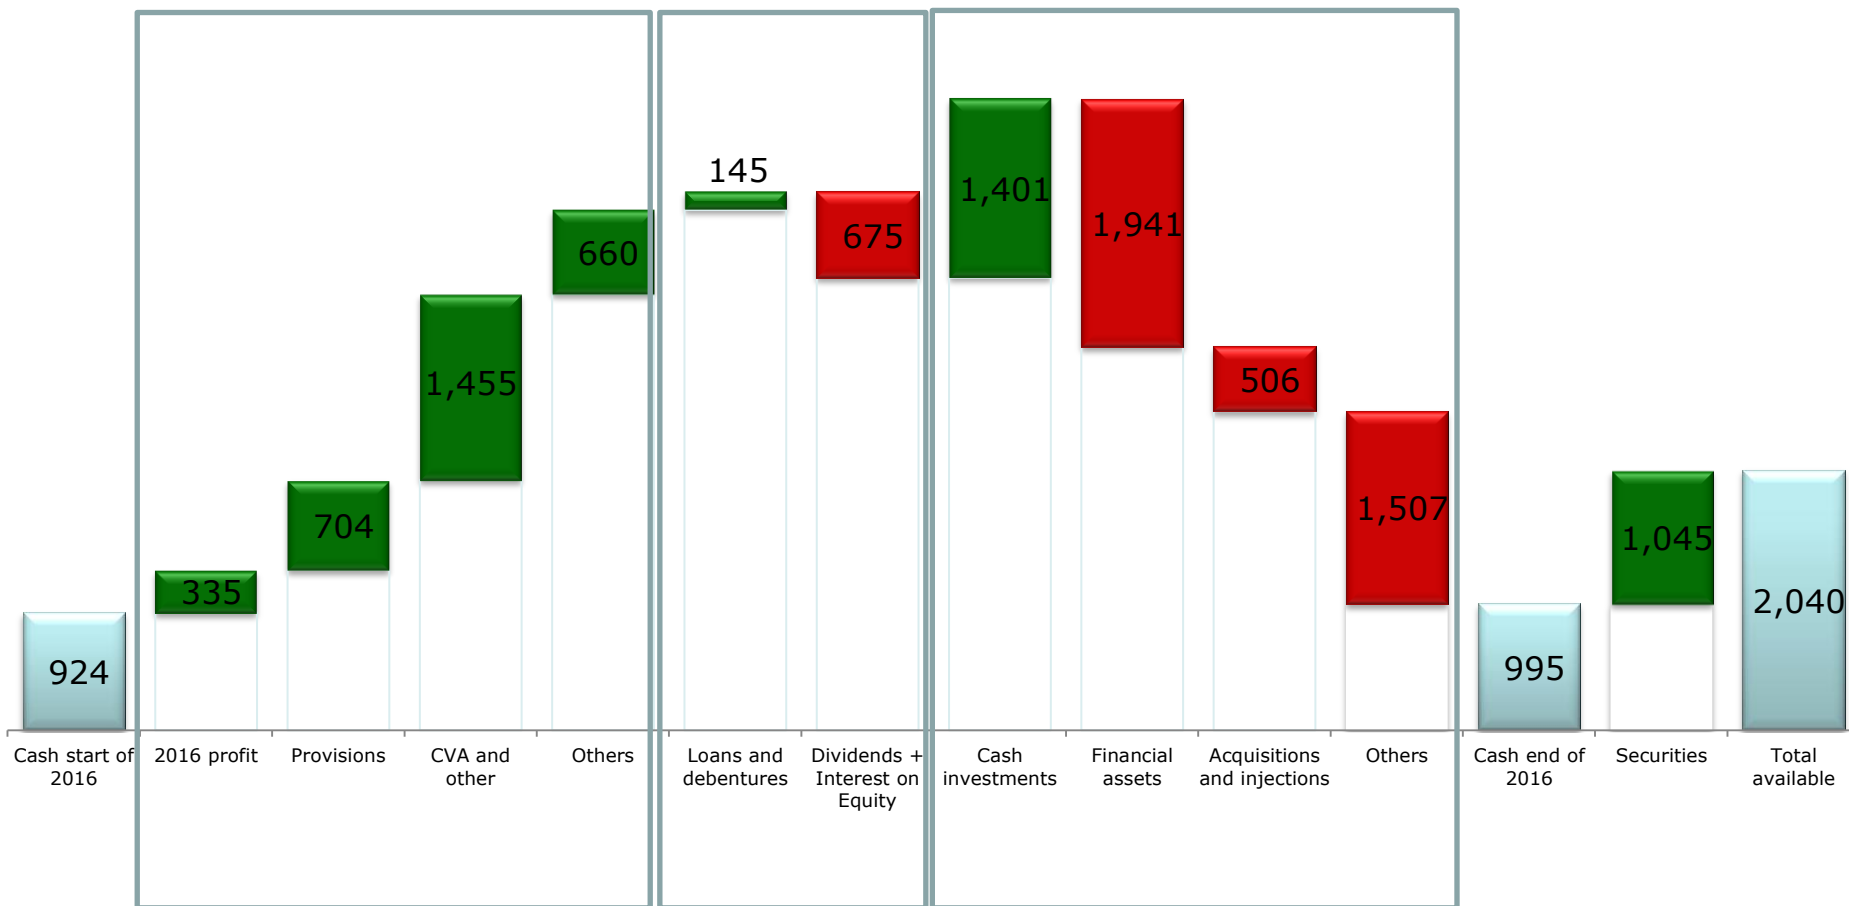 145
1,401
1,941
675
660
1,455
506
704
1,507
1,045
335
2,040
924
995
Cash start of
2016
2016 profit
Provisions
CVA and
other
Others
Loans and
debentures
Dividends +
Interest on
Equity
Cash
investments
Financial
assets
Acquisitions
and injections
Others
Cash end of
2016
Securities
Total
available